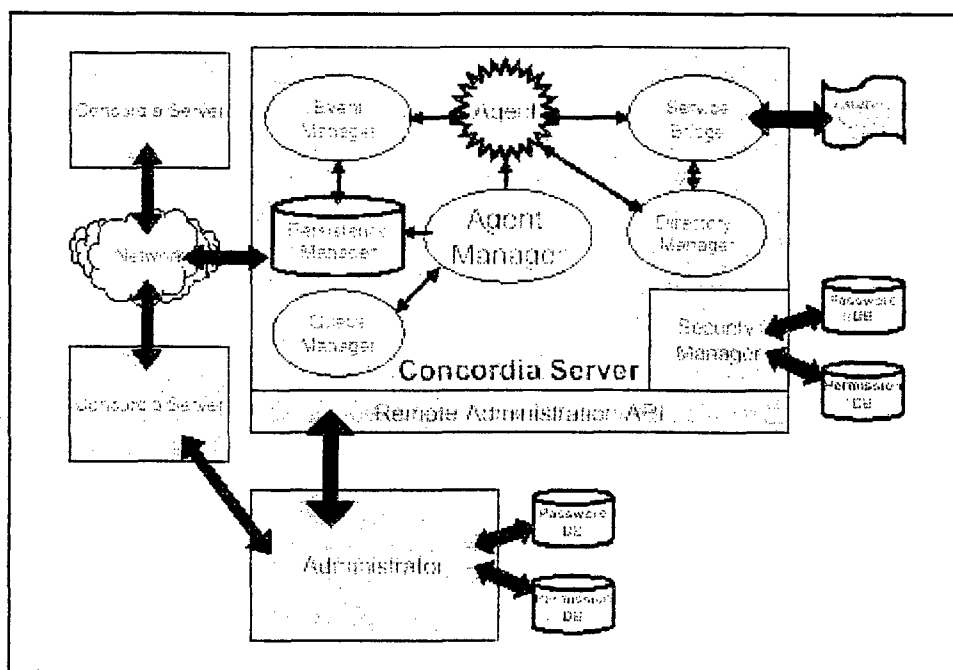 Concordia Server
Event
Manager
Agent
Service
Bridge
Network
Persistency
Manager
Agent
Manager
Directory
Manager
Queue
Manager
Security
Manager
Password
DB
Permission
DB
Concordia Server
Concordia Server
Remote Administration API
Administrator
Password
DB
Permission
DB